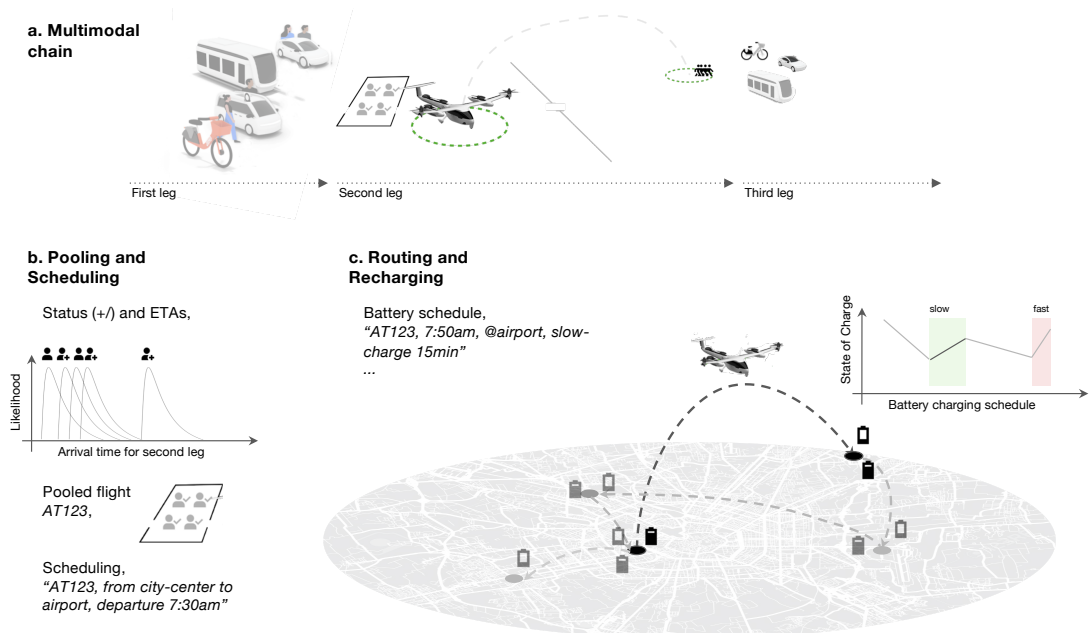 a. Multimodal
chain
First leg
Second leg
Third leg
b. Pooling and
Scheduling
Status (+/) and ETAs,
Likelihood
Arrival time for second leg
Pooled flight
AT123,
Scheduling,
“AT123, from city-center to
airport, departure 7:30am”
c. Routing and
Recharging
Battery schedule,
“AT123, 7:50am, @airport, slow-
charge 15min”
...
State of Charge
slow
fast
Battery charging schedule